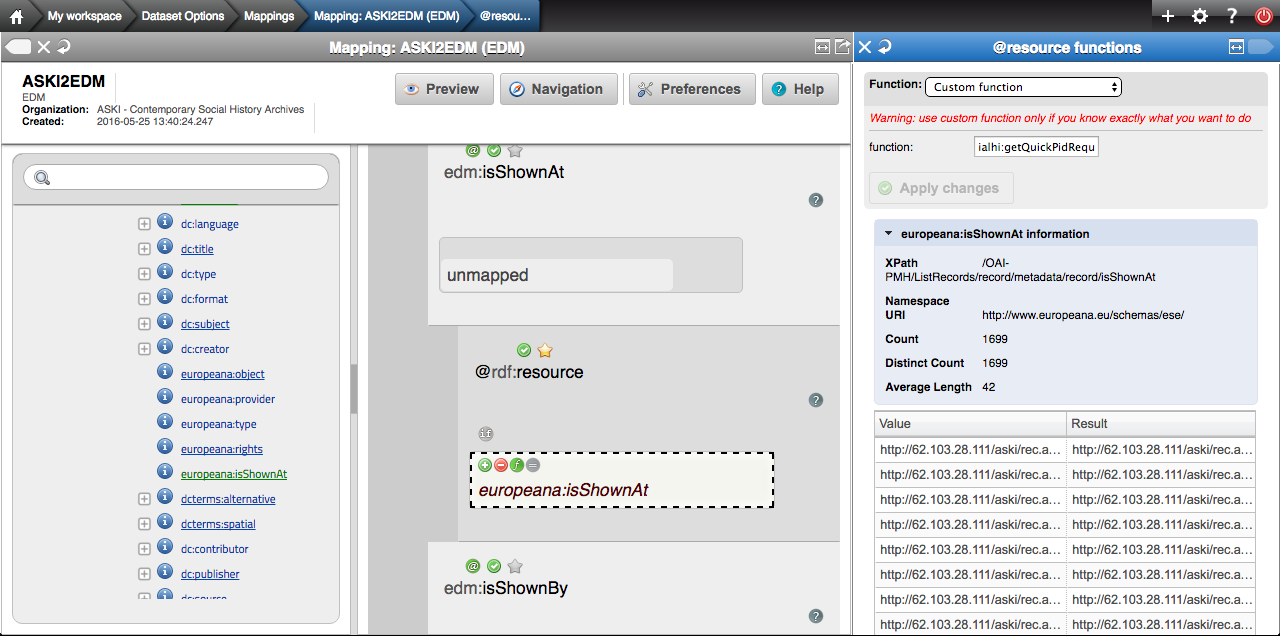 My workspace
Dataset Options
Mappings
Mapping: ASKI2EDM (EDM)
@resou...
Mapping: ASKI2EDM (EDM)
ASKI2EDM
EDM
Organization: ASKI - Contemporary Social History Archives
Created: 2016-05-25 13:40:24.247
Preview
Navigation
Preferences
Help
dc:language
dc:title
dc:type
dc:format
dc:subject
dc:creator
europeana:object
europeana:provider
europeana:type
europeana:rights
europeana:isShownAt
dcterms:alternative
dcterms:spatial
dc:contributor
dc:publisher
dc:source
edm:isShownAt
unmapped
@rdf:resource
if
europeana:isShownAt
edm:isShownBy
@resource functions
Function: Custom function
Warning: use custom function only if you know exactly what you want to do
function: ialhi:getQuickPidRequ
Apply changes
europeana:isShownAt information
XPath /OAI-
PMH/ListRecords/record/metadata/record/isShownAt
Namespace
URI http://www.europeana.eu/schemas/ese/
Count 1699
Distinct Count 1699
Average Length 42
Value Result
http://62.103.28.111/aski/rec.a... http://62.103.28.111/aski/rec.a...
http://62.103.28.111/aski/rec.a... http://62.103.28.111/aski/rec.a...
http://62.103.28.111/aski/rec.a... http://62.103.28.111/aski/rec.a...
http://62.103.28.111/aski/rec.a... http://62.103.28.111/aski/rec.a...
http://62.103.28.111/aski/rec.a... http://62.103.28.111/aski/rec.a...
http://62.103.28.111/aski/rec.a... http://62.103.28.111/aski/rec.a...
http://62.103.28.111/aski/rec.a... http://62.103.28.111/aski/rec.a...
http://62.103.28.111/aski/rec.a... http://62.103.28.111/aski/rec.a...